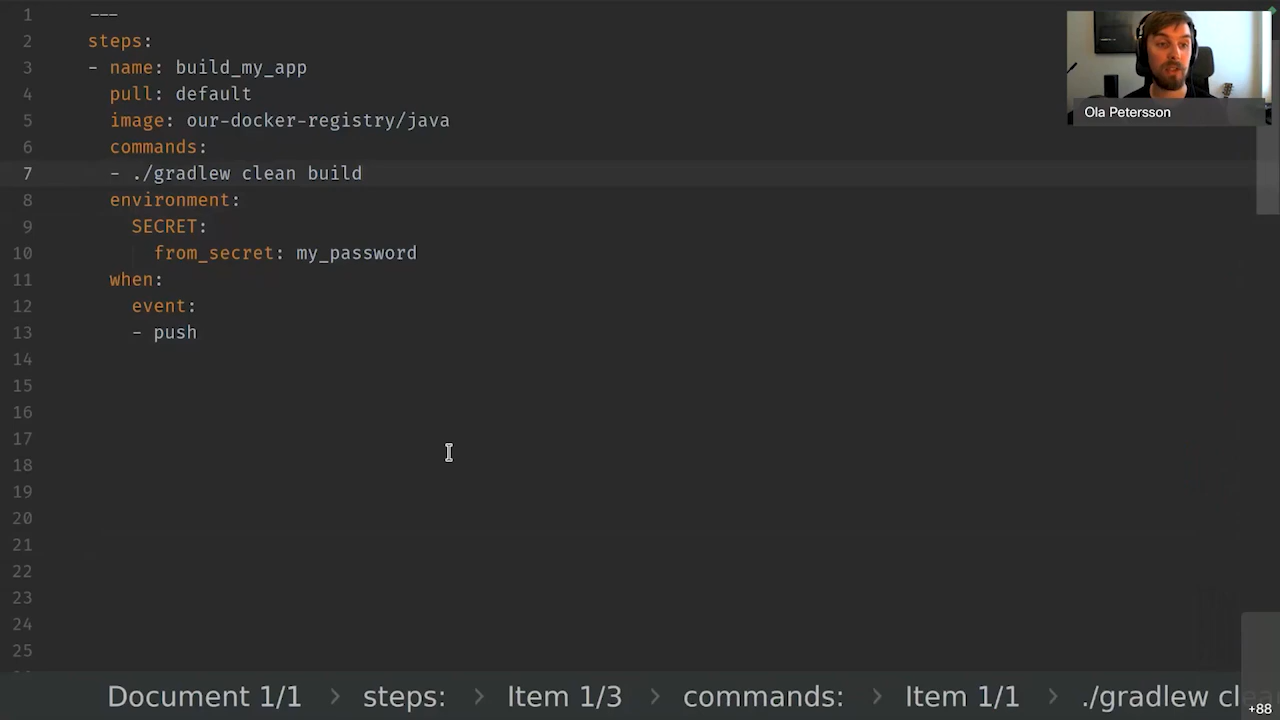 1 ---
2 steps:
3 - name: build_my_app
4 pull: default
5 image: our-docker-registry/java
6 commands:
7 - ./gradlew clean build
8 environment:
9 SECRET:
10 from_secret: my_password
11 when:
12 event:
13 - push
14
15
16
17
18
19
20
21
22
23
24
25
Ola Petersson
Document 1/1 › steps: › Item 1/3 › commands: › Item 1/1 › ./gradlew cl
+88